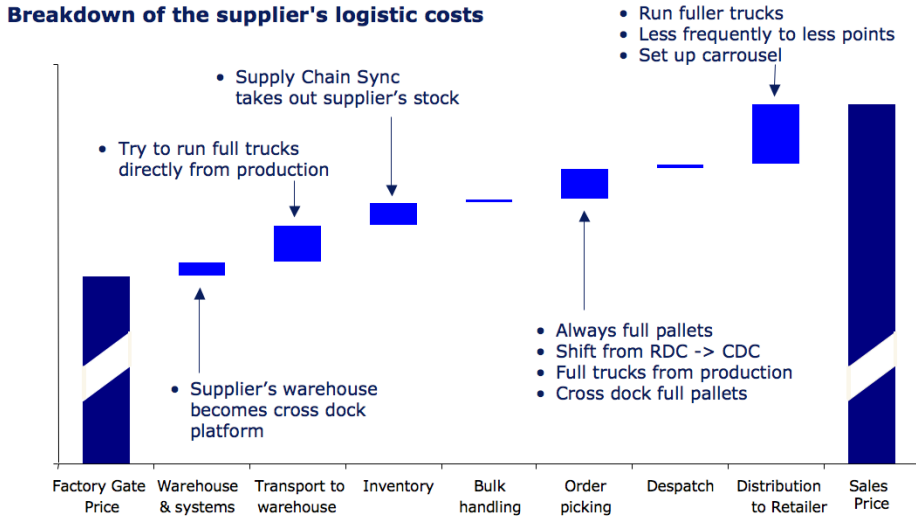 Breakdown of the supplier's logistic costs
• Run fuller trucks
• Less frequently to less points
• Set up carrousel
• Supply Chain Sync
takes out supplier's stock
• Try to run full trucks
directly from production
• Always full pallets
• Shift from RDC -> CDC
• Full trucks from production
• Cross dock full pallets
• Supplier's warehouse
becomes cross dock
platform
Factory Gate
Price
Warehouse
& systems
Transport to
warehouse
Inventory
Bulk
handling
Order
picking
Despatch
Distribution
to Retailer
Sales
Price